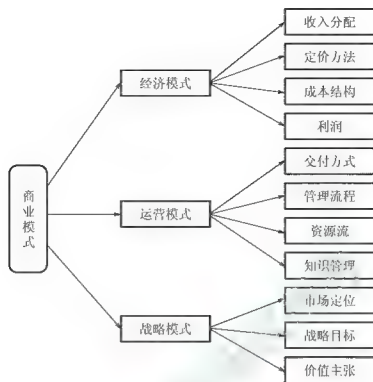 商业模式
经济模式
收入分配
定价方法
成本结构
利润
运营模式
交付方式
管理流程
资源流
知识管理
战略模式
市场定位
战略目标
价值主张